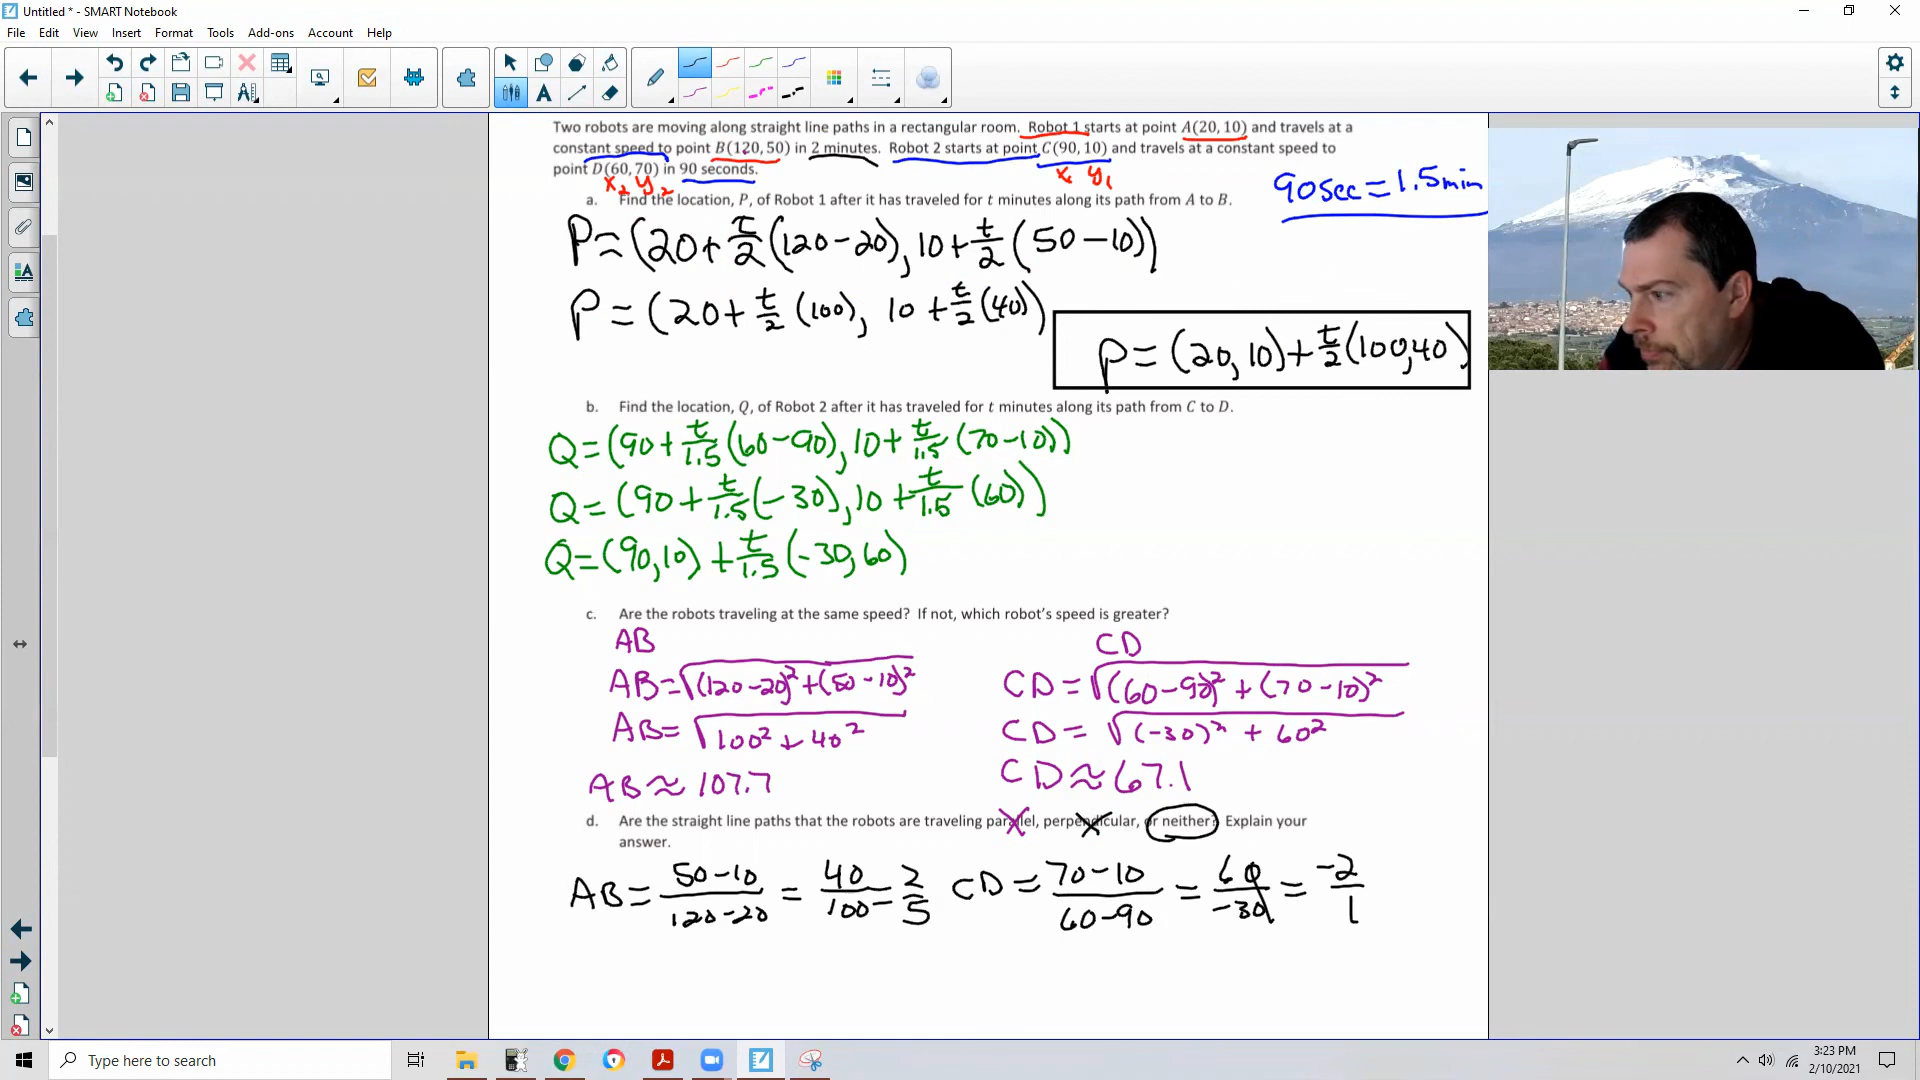 Untitled * - SMART Notebook
File Edit View Insert Format Tools Add-ons Account Help
Two robots are moving along straight line paths in a rectangular room. Robot 1 starts at point A(20, 10) and travels at a
constant speed to point B(120, 50) in 2 minutes. Robot 2 starts at point C(90, 10) and travels at a constant speed to
point D(60, 70) in 90 seconds.
x₂ y₂ x₁ y₁
90sec = 1.5min
a. Find the location, P, of Robot 1 after it has traveled for t minutes along its path from A to B.
P = (20 + t/2 (120 - 20), 10 + t/2 (50 - 10))
P = (20 + t/2 (100), 10 + t/2 (40))
P = (20, 10) + t/2 (100, 40)
b. Find the location, Q, of Robot 2 after it has traveled for t minutes along its path from C to D.
Q = (90 + t/1.5 (60 - 90), 10 + t/1.5 (70 - 10))
Q = (90 + t/1.5 (-30), 10 + t/1.5 (60))
Q = (90, 10) + t/1.5 (-30, 60)
c. Are the robots traveling at the same speed? If not, which robot's speed is greater?
AB CD
AB = √(120-20)² + (50-10)² CD = √(60-90)² + (70-10)²
AB = √100² + 40² CD = √(-30)² + 60²
AB ≈ 107.7 CD ≈ 67.1
d. Are the straight line paths that the robots are traveling parallel, perpendicular, or neither? Explain your
answer.
AB = 50-10/120-20 = 40/100 = 2/5 CD = 70-10/60-90 = 60/-30 = -2/1
Type here to search
3:23 PM
2/10/2021